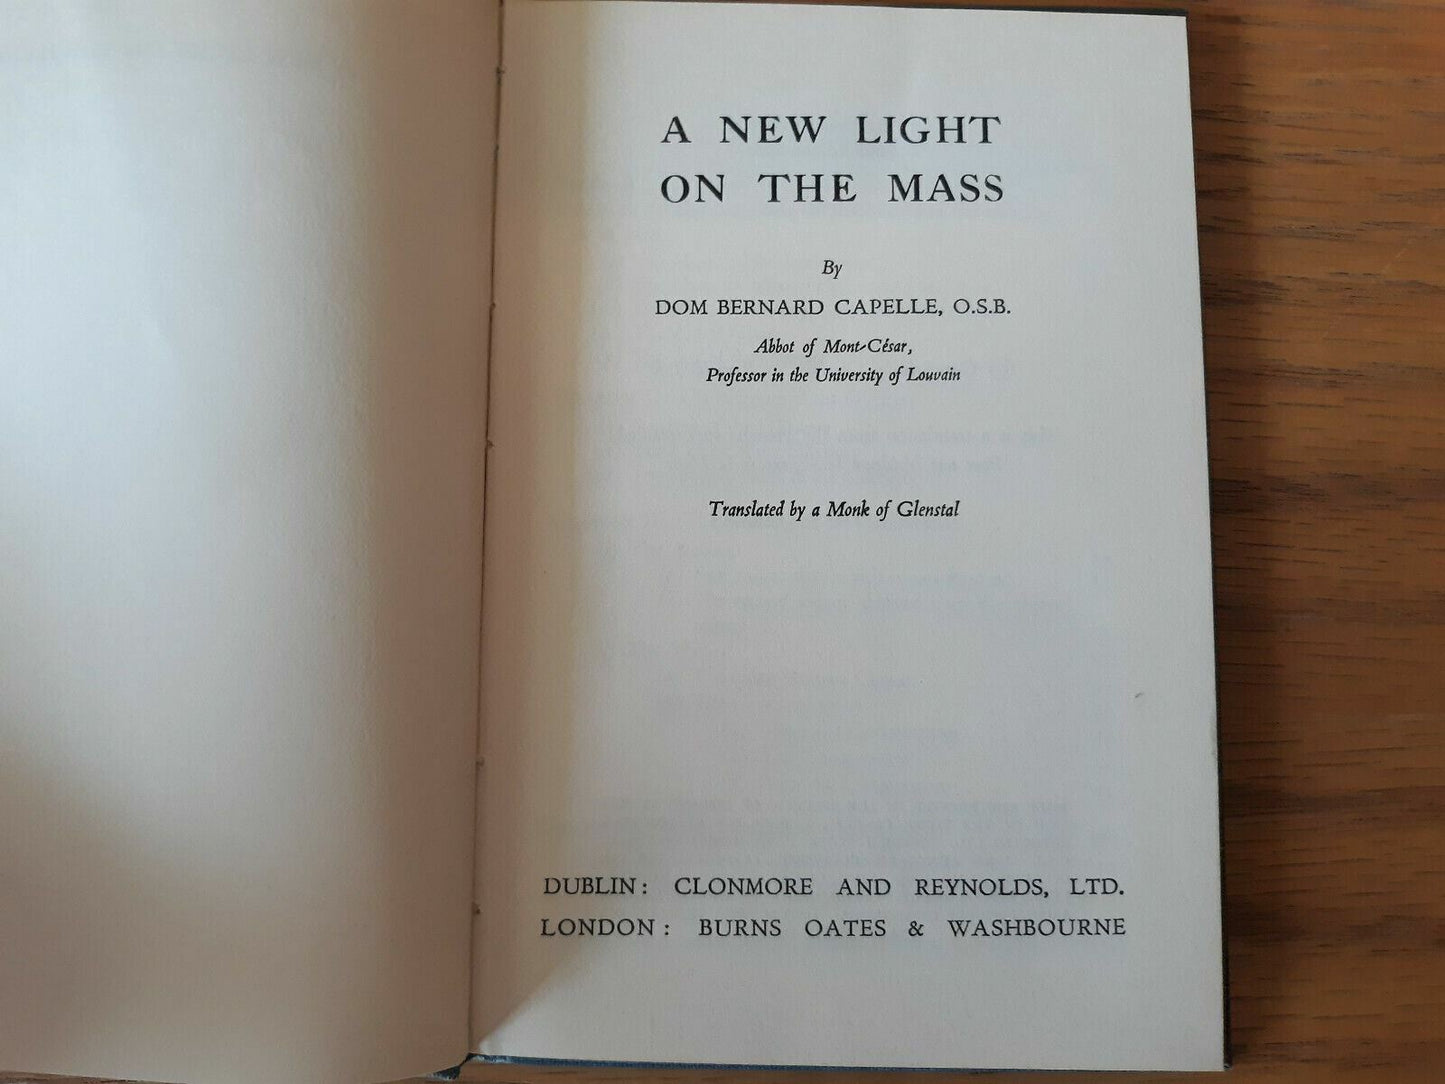 A NEW LIGHT
ON THE MASS
By
DOM BERNARD CAPELLE, O.S.B.
Abbot of Mont-César,
Professor in the University of Louvain
Translated by a Monk of Glenstal
DUBLIN: CLONMORE AND REYNOLDS, LTD.
LONDON: BURNS OATES & WASHBOURNE